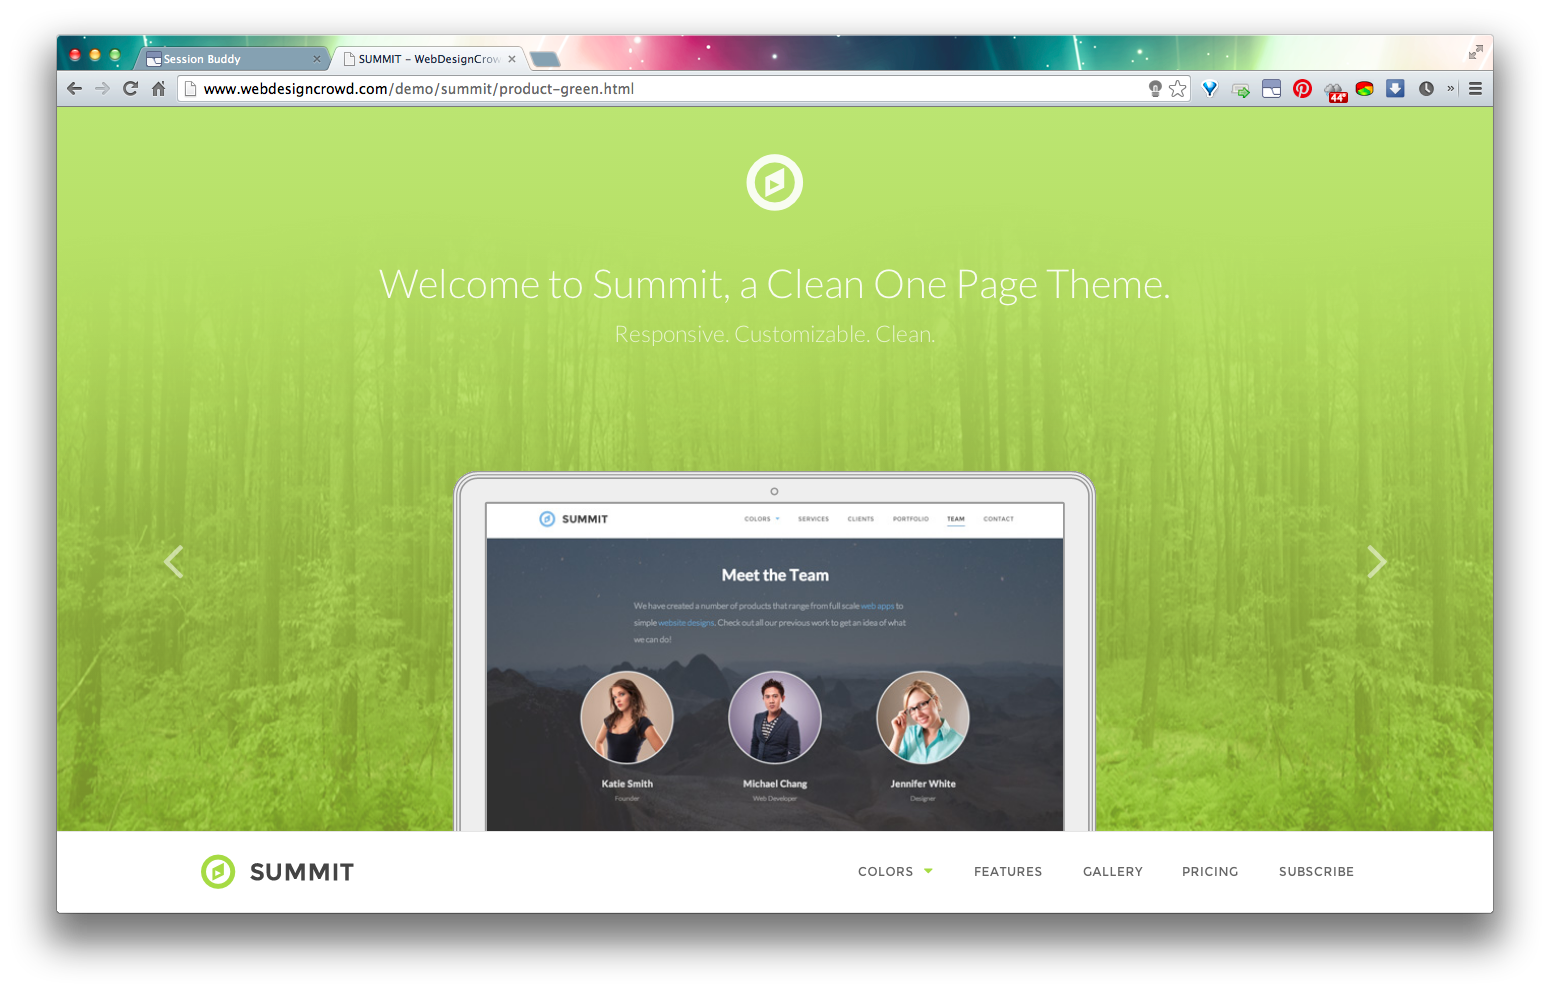 Session Buddy
SUMMIT – WebDesignCrow
www.webdesigncrowd.com/demo/summit/product-green.html
44°
Welcome to Summit, a Clean One Page Theme.
Responsive. Customizable. Clean.
SUMMIT
COLORS SERVICES CLIENTS PORTFOLIO TEAM CONTACT
Meet the Team
We have created a number of products that range from full scale web apps to
simple website designs. Check out all our previous work to get an idea of what
we can do!
Katie Smith
Founder
Michael Chang
Web Developer
Jennifer White
Designer
SUMMIT
COLORS FEATURES GALLERY PRICING SUBSCRIBE